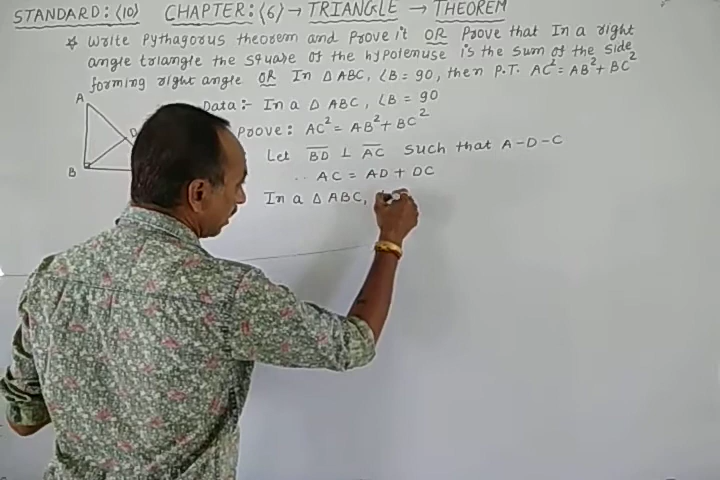 STANDARD:⟨10⟩ CHAPTER:⟨6⟩ → TRIANGLE → THEOREM
* Write Pythagorus theorem and Prove it OR Prove that In a right
angle triangle the square of the hypotenuse is the sum of the side
forming right angle OR In Δ ABC, ∠B = 90, then P.T. AC² = AB² + BC²
A
B
D
Data:- In a Δ ABC, ∠B = 90
Prove: AC² = AB² + BC²
Let BD ⊥ AC such that A-D-C
∴ AC = AD + DC
In a Δ ABC,